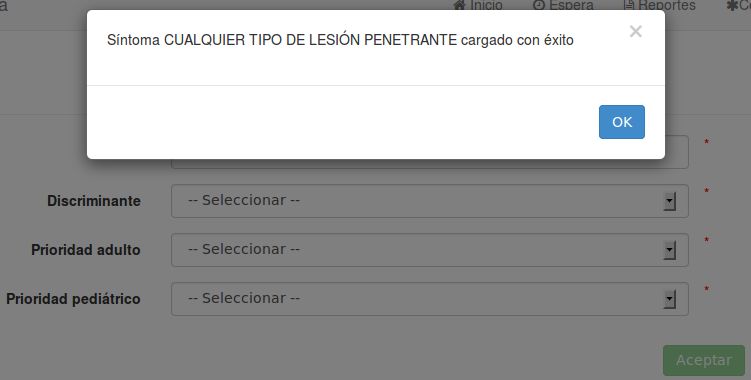 a Inicio Espera Reportes
Síntoma CUALQUIER TIPO DE LESIÓN PENETRANTE cargado con éxito
×
OK
*
Discriminante -- Seleccionar -- *
Prioridad adulto -- Seleccionar -- *
Prioridad pediátrico -- Seleccionar -- *
Aceptar